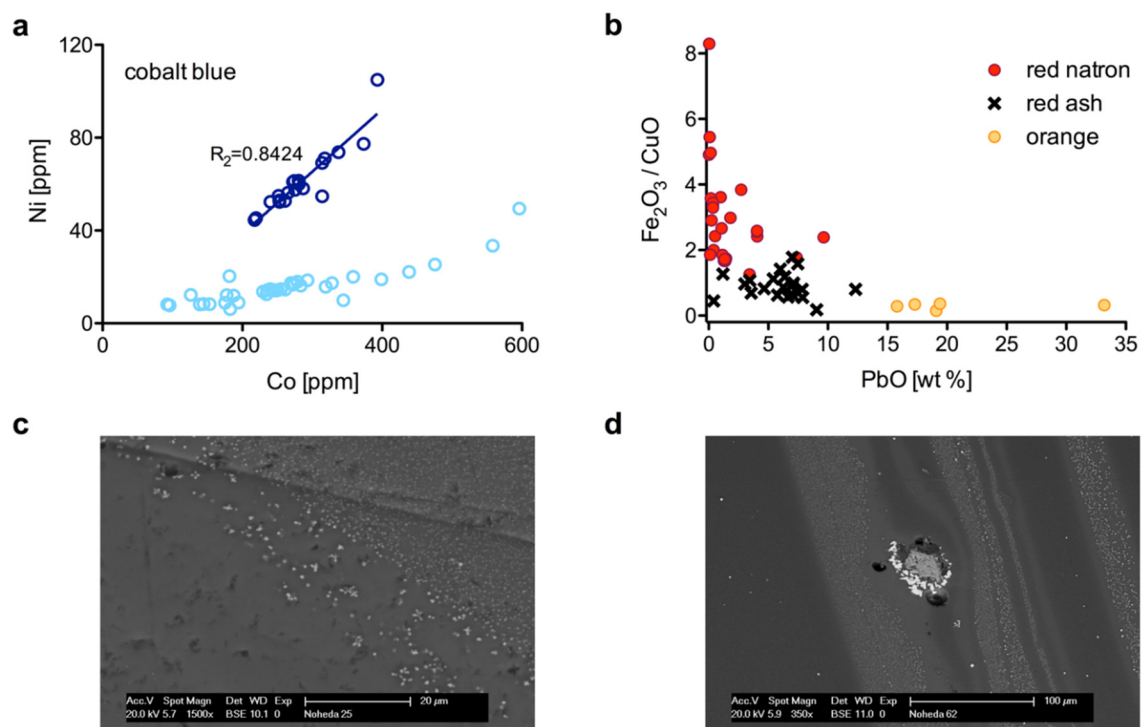 a
120
80
40
0
Ni [ppm]
cobalt blue
R₂=0.8424
0
200
400
600
Co [ppm]
b
8
6
4
2
0
Fe₂O₃ / CuO
red natron
red ash
orange
0
5
10
15
20
25
30
35
PbO [wt %]
c
Acc.V Spot Magn Det WD Exp 20 µm
20.0 kV 5.7 1500x BSE 10.1 0 Noheda 25
d
Acc.V Spot Magn Det WD Exp 100 µm
20.0 kV 5.9 350x BSE 11.0 0 Noheda 62